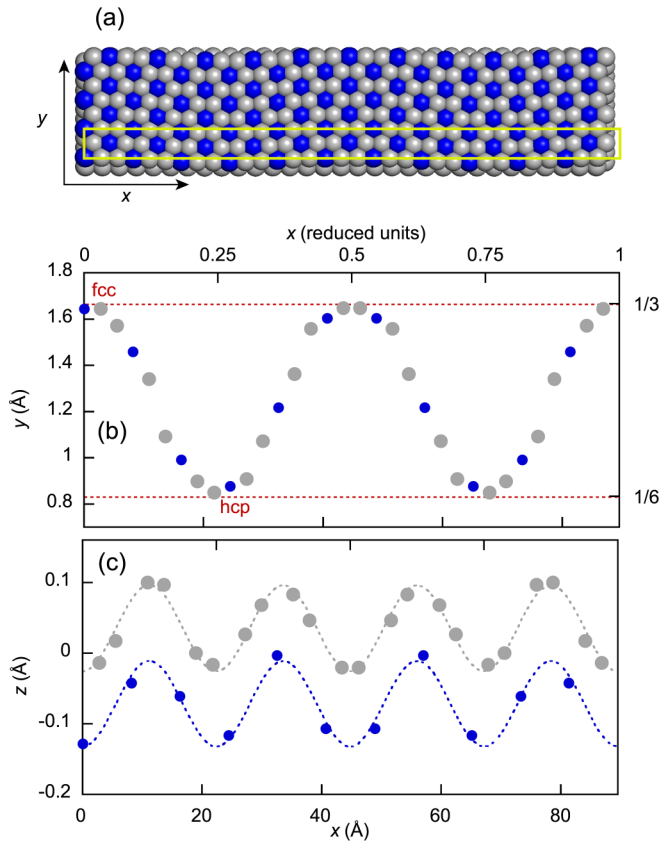 (a)
y
x
x (reduced units)
0 0.25 0.5 0.75 1
1.8
fcc
1.6
1/3
1.4
y (Å)
1.2
1
(b)
0.8
hcp
1/6
(c)
0.1
0
z (Å)
-0.1
-0.2
0 20 40 60 80
x (Å)